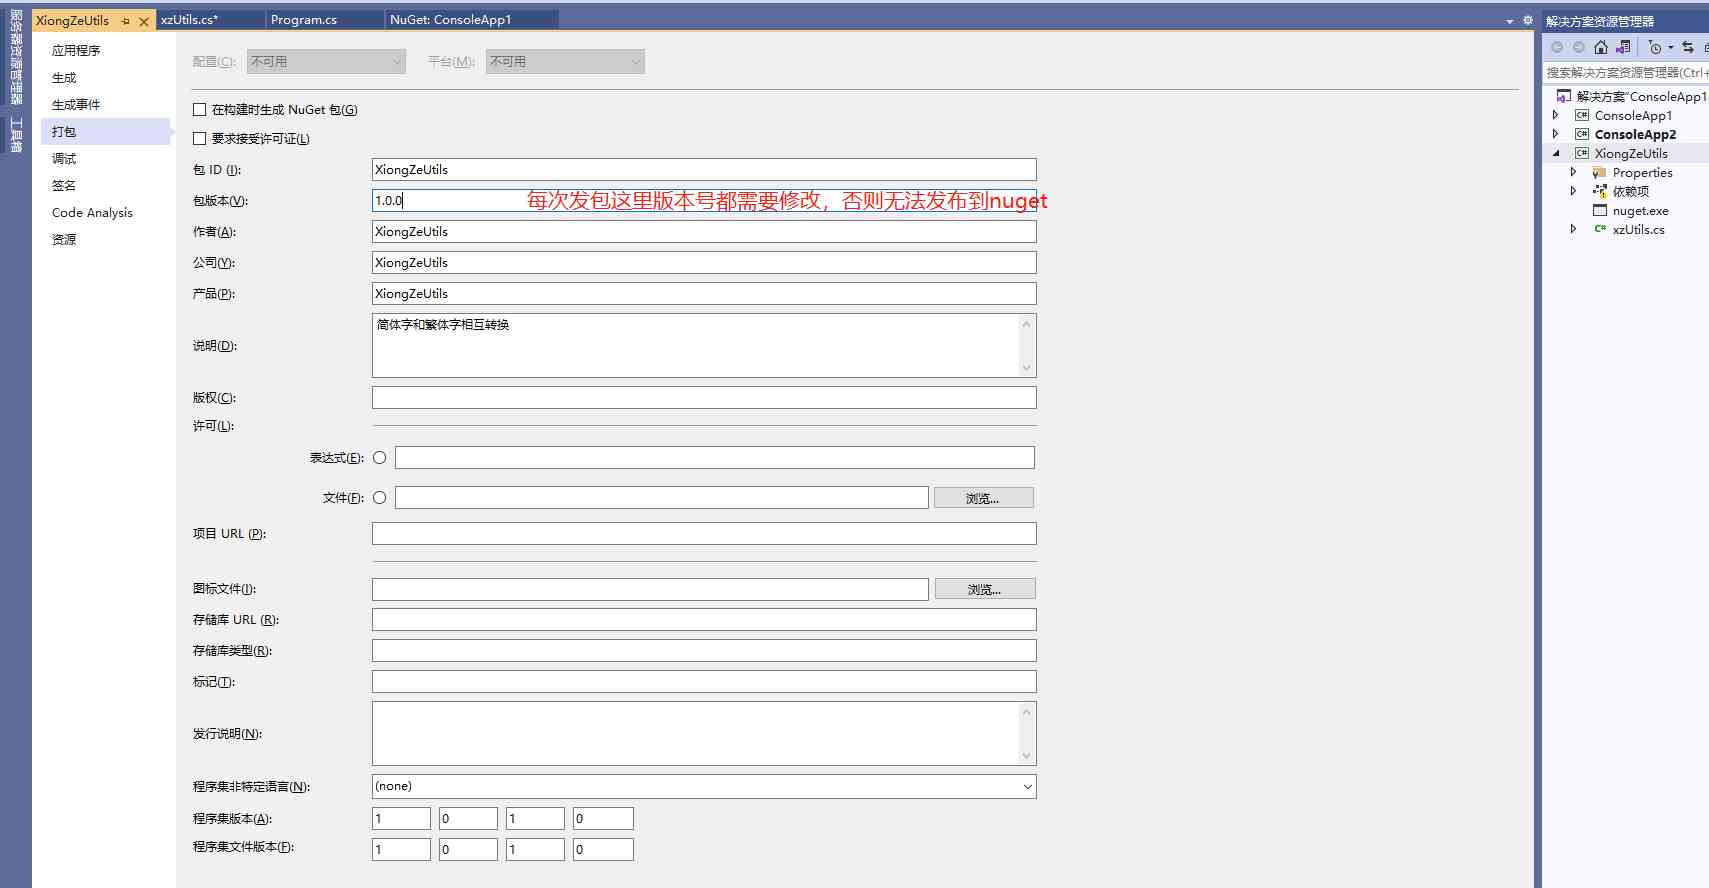 服务器资源管理器
工具箱
XiongZeUtils
xzUtils.cs*
Program.cs
NuGet: ConsoleApp1
应用程序
生成
生成事件
打包
调试
签名
Code Analysis
资源
配置(C): 不可用 平台(M): 不可用
在构建时生成 NuGet 包(G)
要求接受许可证(L)
包 ID (I): XiongZeUtils
包版本(V): 1.0.0 每次发包这里版本号都需要修改，否则无法发布到nuget
作者(A): XiongZeUtils
公司(Y): XiongZeUtils
产品(P): XiongZeUtils
说明(D): 简体字和繁体字相互转换
版权(C):
许可(L):
表达式(E):
文件(F): 浏览...
项目 URL (P):
图标文件(I): 浏览...
存储库 URL (R):
存储库类型(R):
标记(T):
发行说明(N):
程序集非特定语言(N): (none)
程序集版本(A): 1 0 1 0
程序集文件版本(F): 1 0 1 0
解决方案资源管理器
搜索解决方案资源管理器(Ctrl+
解决方案"ConsoleApp1
C# ConsoleApp1
C# ConsoleApp2
C# XiongZeUtils
Properties
依赖项
nuget.exe
C# xzUtils.cs